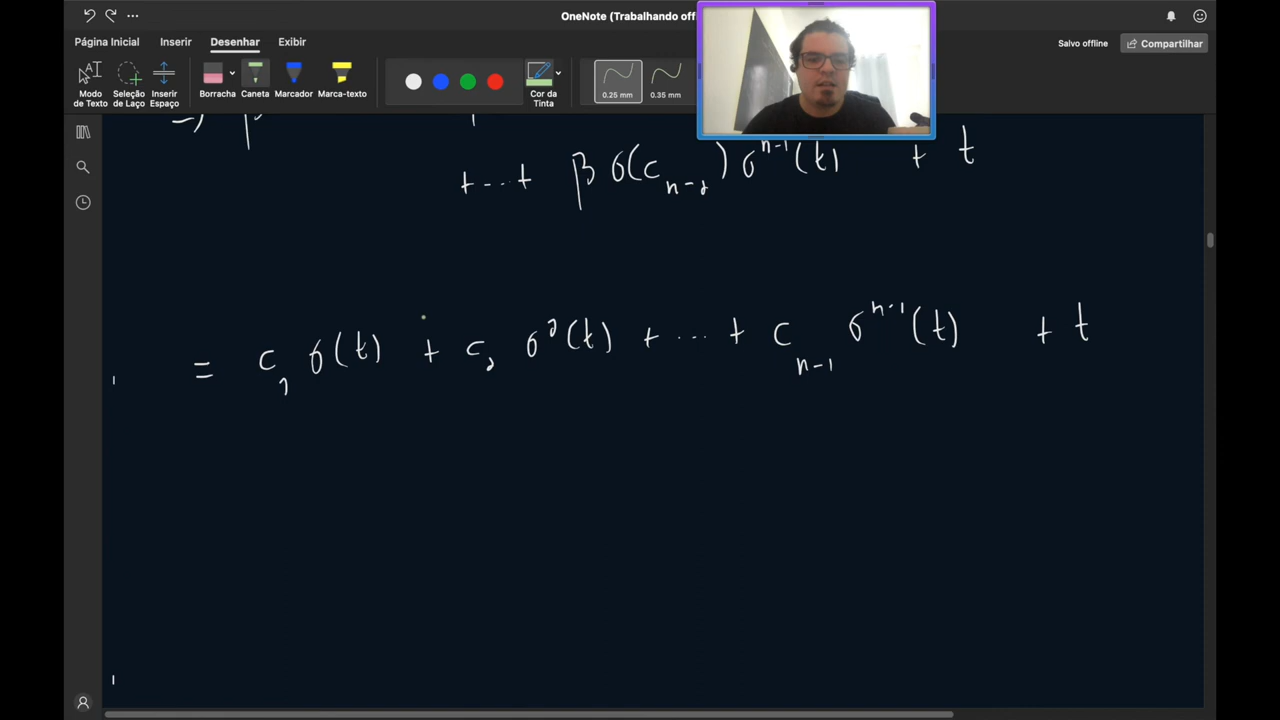 OneNote (Trabalhando off
Salvo offline
Compartilhar
Página Inicial Inserir Desenhar Exibir
Modo de Texto
Seleção de Laço
Inserir Espaço
Borracha
Caneta
Marcador
Marca-texto
Cor da Tinta
0.25 mm
0.35 mm
=> β
+ ... + β σ(c_{n-2}) σ^{n-1}(t) + t
= c_1 σ(t) + c_2 σ^2(t) + ... + c_{n-1} σ^{n-1}(t) + t